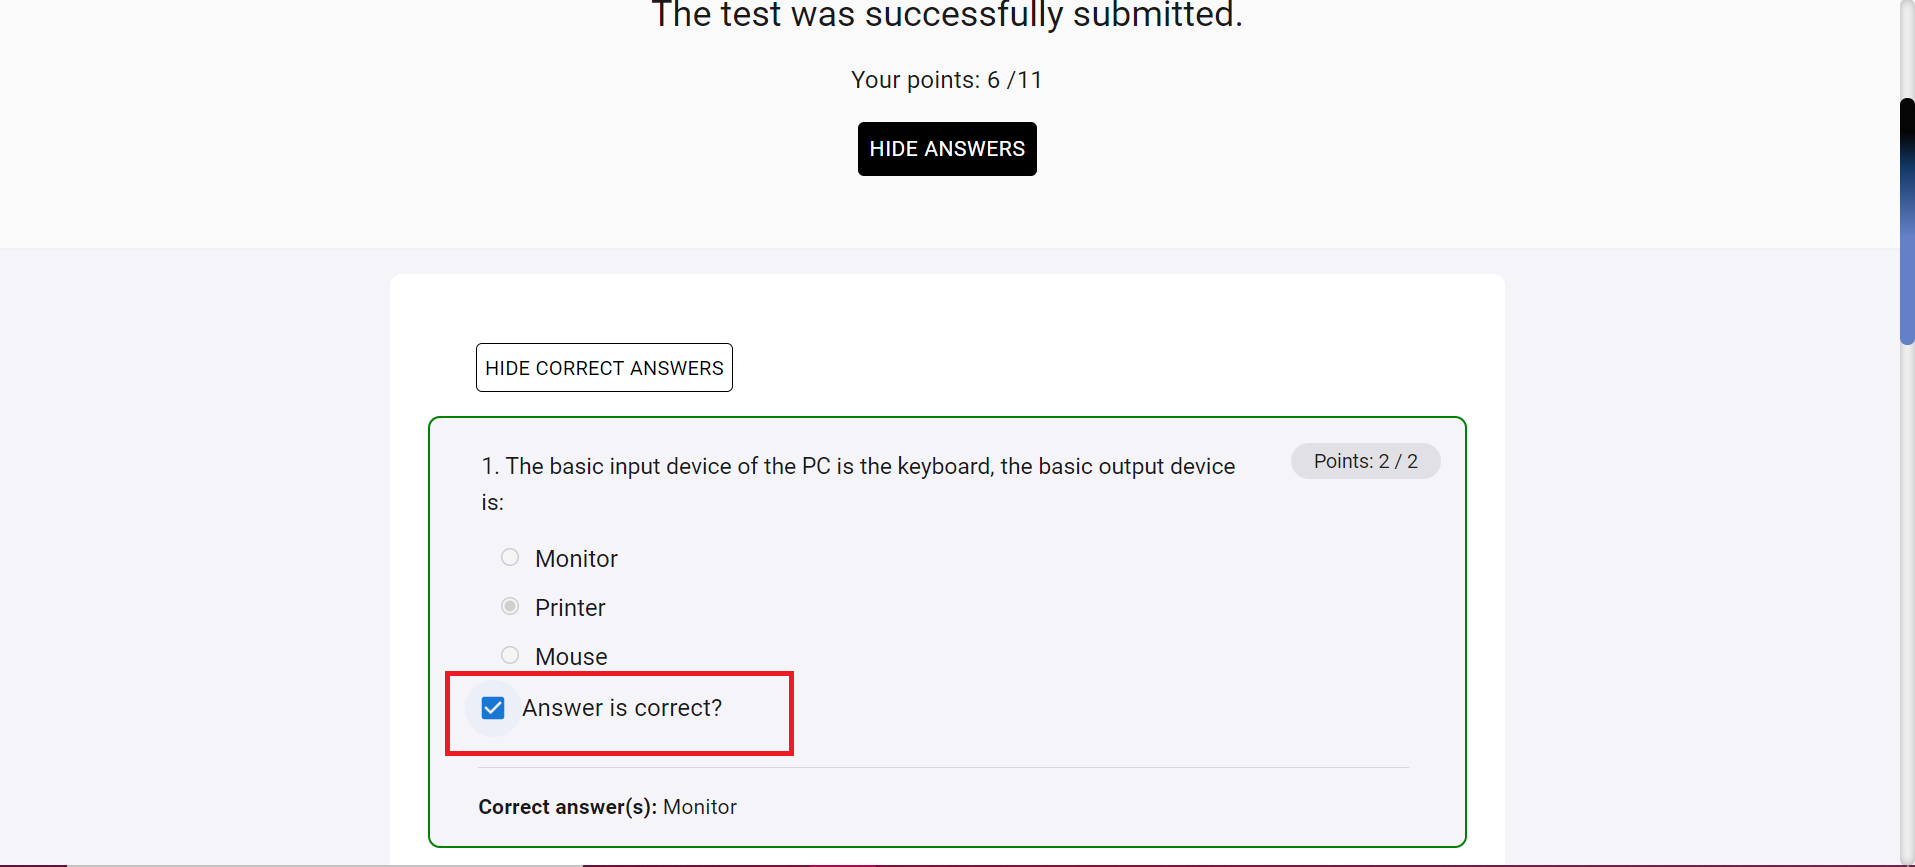 The test was successfully submitted.
Your points: 6 /11
HIDE ANSWERS
HIDE CORRECT ANSWERS
1. The basic input device of the PC is the keyboard, the basic output device
is:
Points: 2 / 2
Monitor
Printer
Mouse
Answer is correct?
Correct answer(s): Monitor